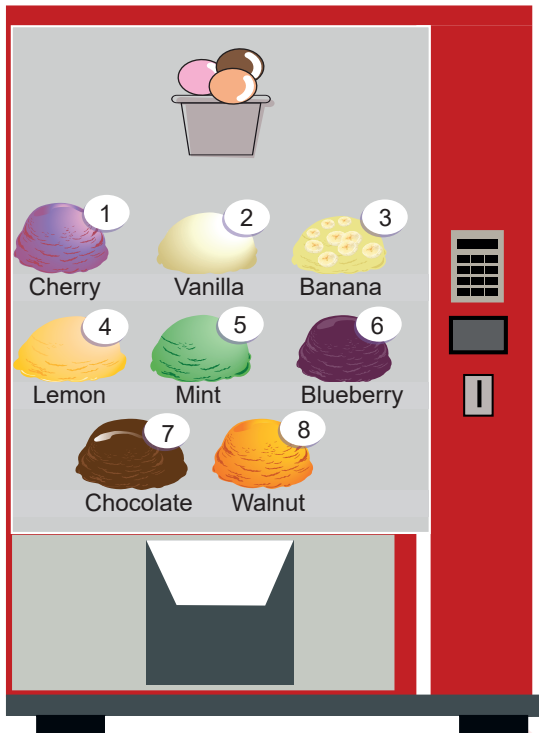 1 2 3
Cherry Vanilla Banana
4 5 6
Lemon Mint Blueberry
7 8
Chocolate Walnut